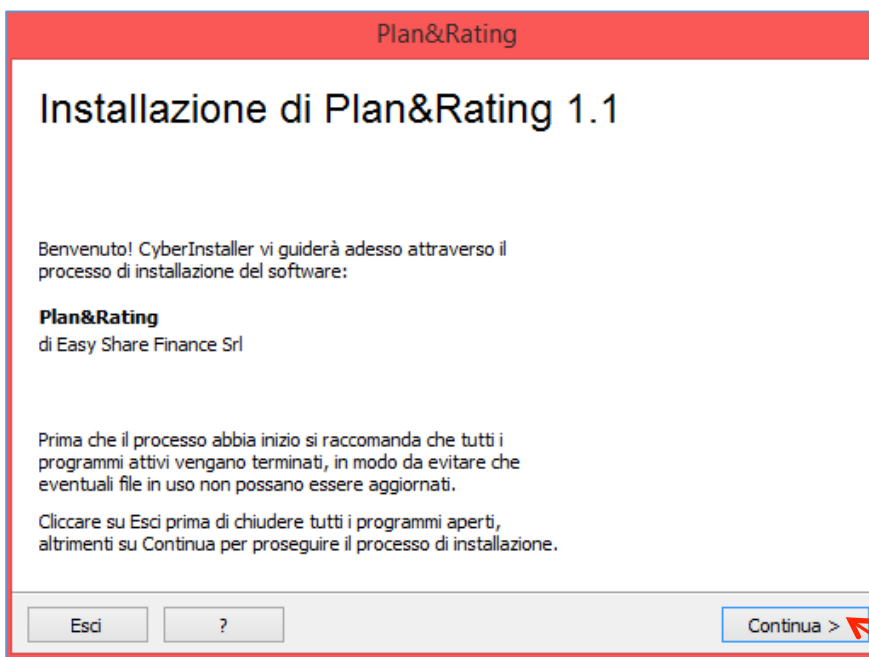 Plan&Rating
Installazione di Plan&Rating 1.1
Benvenuto! CyberInstaller vi guiderà adesso attraverso il
processo di installazione del software:
Plan&Rating
di Easy Share Finance Srl
Prima che il processo abbia inizio si raccomanda che tutti i
programmi attivi vengano terminati, in modo da evitare che
eventuali file in uso non possano essere aggiornati.
Cliccare su Esci prima di chiudere tutti i programmi aperti,
altrimenti su Continua per proseguire il processo di installazione.
Esci ? Continua >